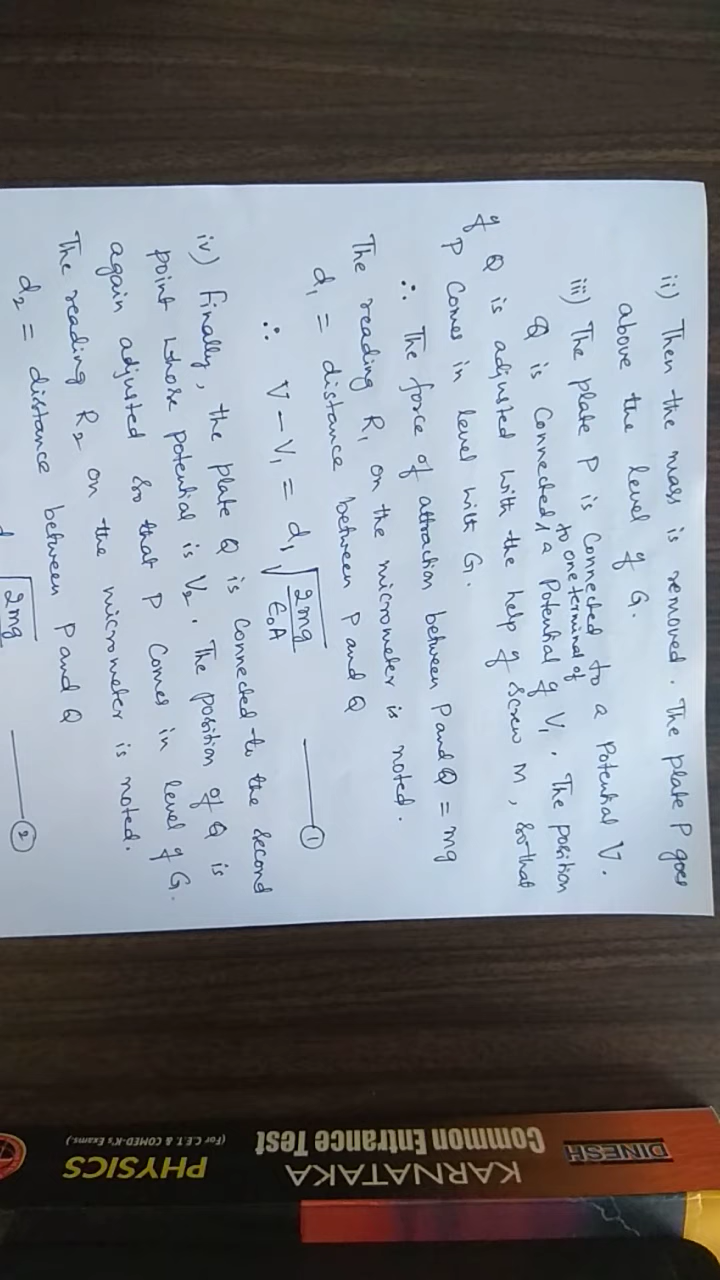 ii) Then the mass is removed. The plate P goes
above the level of G.
iii) The plate P is connected to a Potential V.
to one terminal of
Q is connected a Potential of V₁. The position
of Q is adjusted with the help of screw M, so that
P comes in level with G.
∴ The force of attraction between P and Q = mg
The reading R₁ on the micrometer is noted.
d₁ = distance between P and Q
∴ V - V₁ = d₁ √(2mg/ε₀A) ——— ①
iv) Finally, the plate Q is connected to the second
point whose potential is V₂. The position of Q is
again adjusted so that P comes in level of G.
The reading R₂ on the micrometer is noted.
d₂ = distance between P and Q
√2mg ——— ②
DINESH
KARNATAKA
Common Entrance Test
PHYSICS
(For C.E.T. & COMED-K's Exams.)